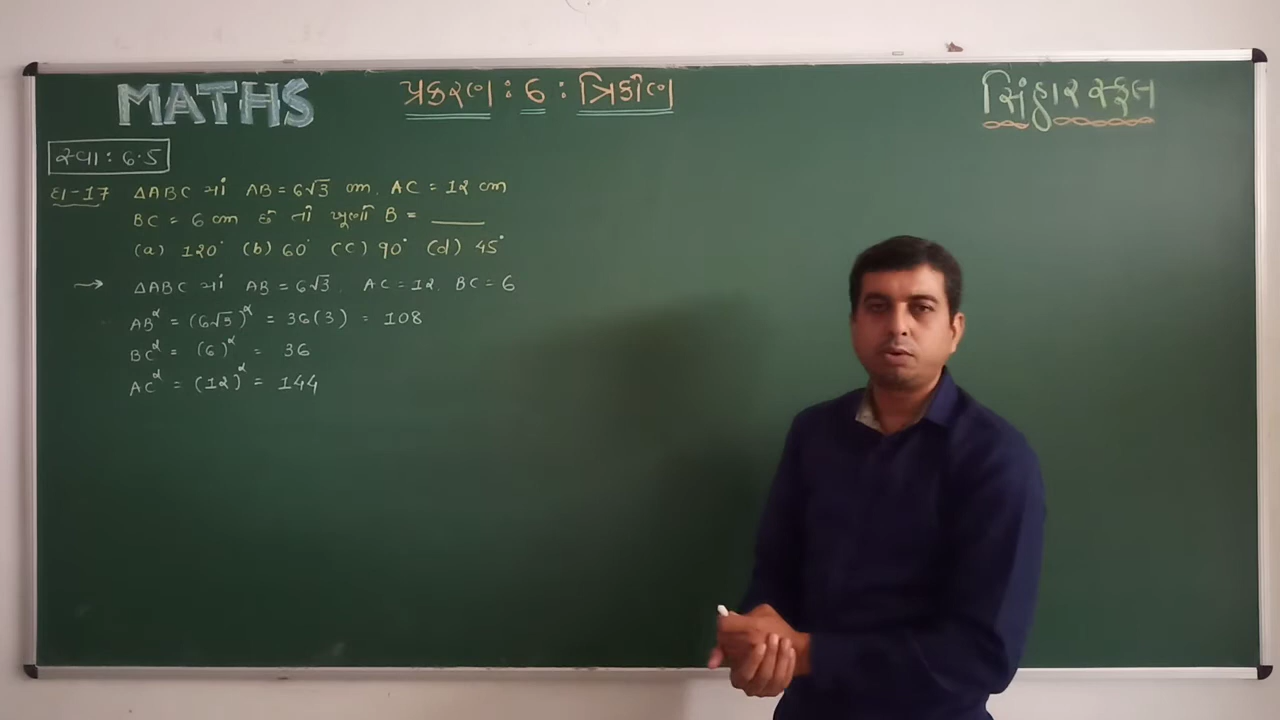 MATHS
પ્રકરણ : 6 : ત્રિકોણ
સિંહાર સ્કૂલ
સ્વા : 6.5
દા-17 ΔABC માં AB = 6√3 cm, AC = 12 cm
BC = 6 cm છે તો ખૂણો B = ____
(a) 120° (b) 60° (c) 90° (d) 45°
→ ΔABC માં AB = 6√3, AC = 12, BC = 6
AB² = (6√3)² = 36(3) = 108
BC² = (6)² = 36
AC² = (12)² = 144